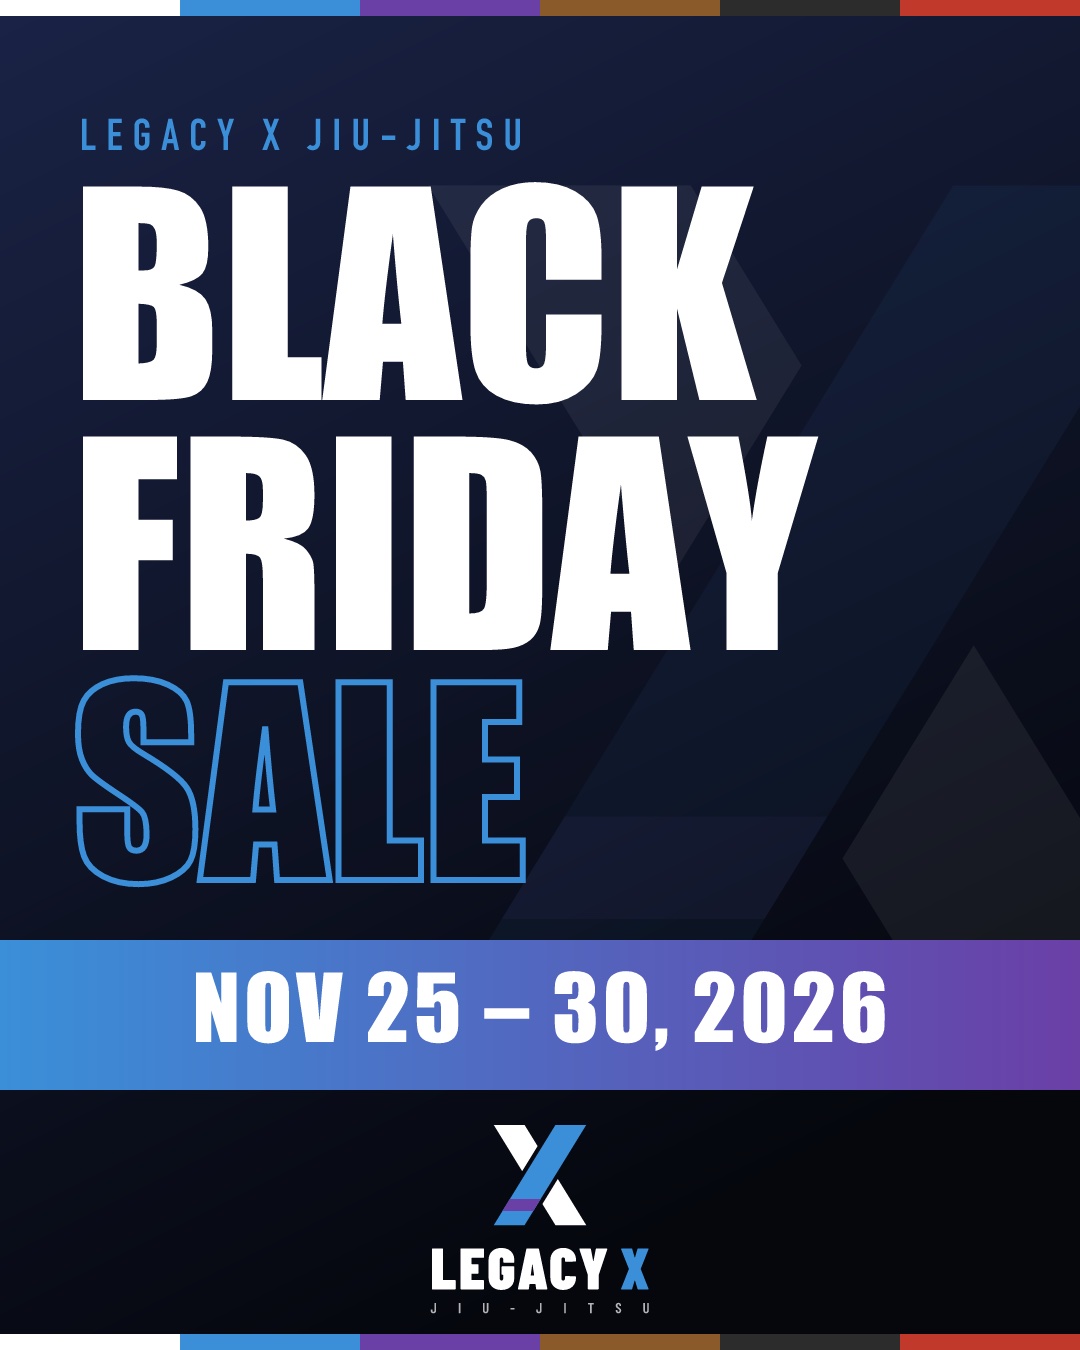 LEGACY X JIU-JITSU
BLACK
FRIDAY
SALE
NOV 25 – 30, 2026
LEGACY X
JIU-JITSU